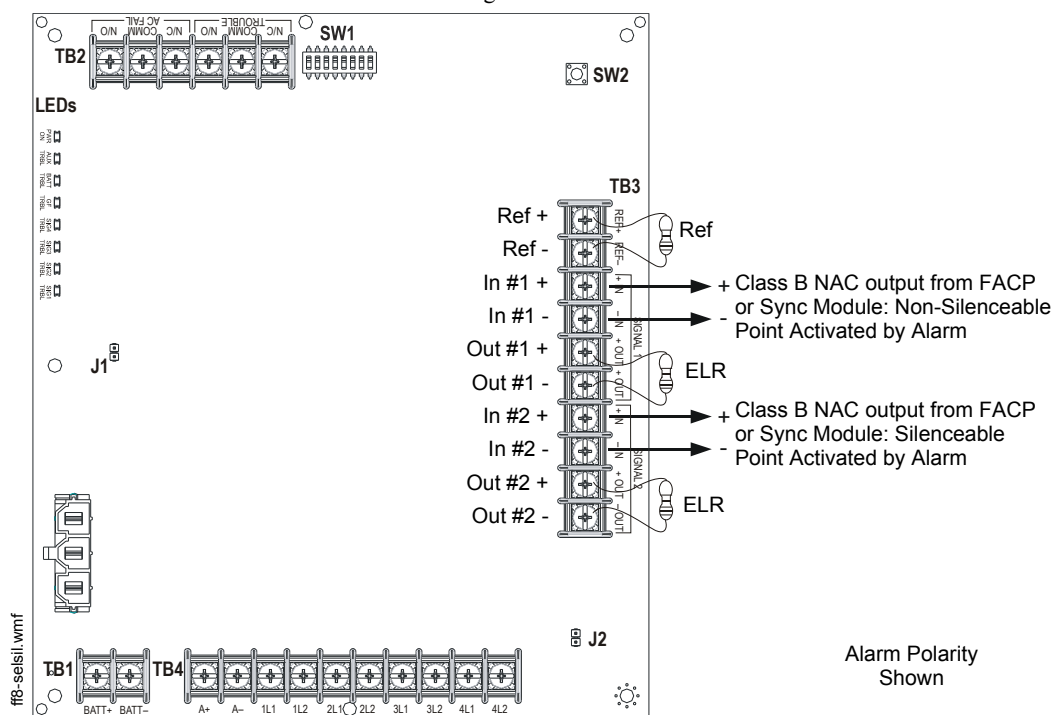 N/O COMM N/C N/O COMM N/C
AC FAIL TROUBLE
TB2
SW1
SW2
LEDs
PWR ON
AUX TRBL
BATT TRBL
GF TRBL
SIG4 TRBL
SIG3 TRBL
SIG2 TRBL
SIG1 TRBL
TB3
Ref +
REF+
Ref
Ref -
REF–
In #1 +
+ IN
+ Class B NAC output from FACP
or Sync Module: Non-Silenceable
Point Activated by Alarm
In #1 -
– IN
-
SIGNAL 1
Out #1 +
+ OUT
ELR
Out #1 -
+ OUT
In #2 +
+ IN
+ Class B NAC output from FACP
or Sync Module: Silenceable
Point Activated by Alarm
In #2 -
– IN
-
SIGNAL 2
Out #2 +
+ OUT
ELR
Out #2 -
–OUT
J1
J2
ff8-selsil.wmf
TB1
BATT+ BATT–
TB4
A+ A– 1L1 1L2 2L1 2L2 3L1 3L2 4L1 4L2
Alarm Polarity
Shown